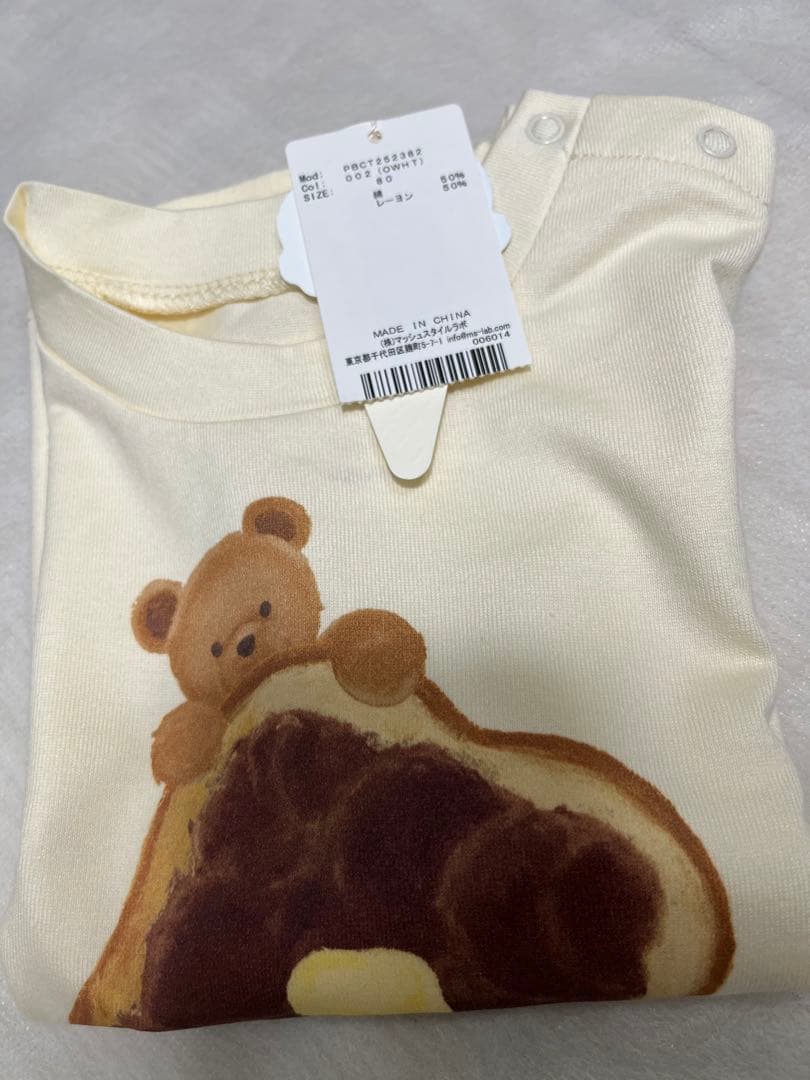 Mod: PBCT252382
Col: 002 (OWHT)
SIZE: 80
綿 50%
レーヨン 50%
MADE IN CHINA
(株)マッシュスタイルラボ
東京都千代田区麹町5-7-1 info@ms-lab.com
006014